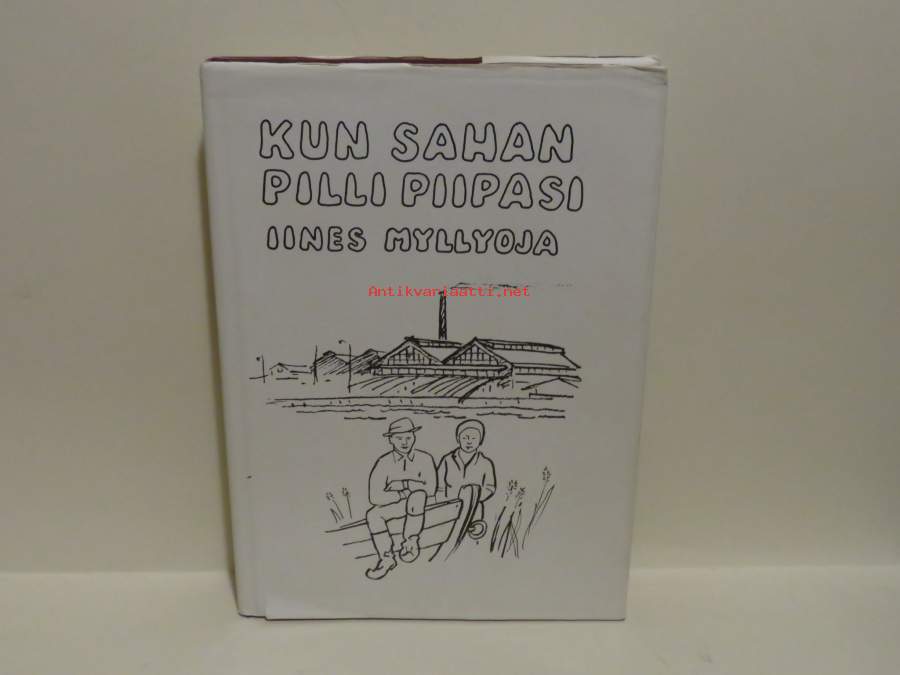 KUN SAHAN
PILLI PIIPASI
IINES MYLLYOJA
Antikvariaatti.net